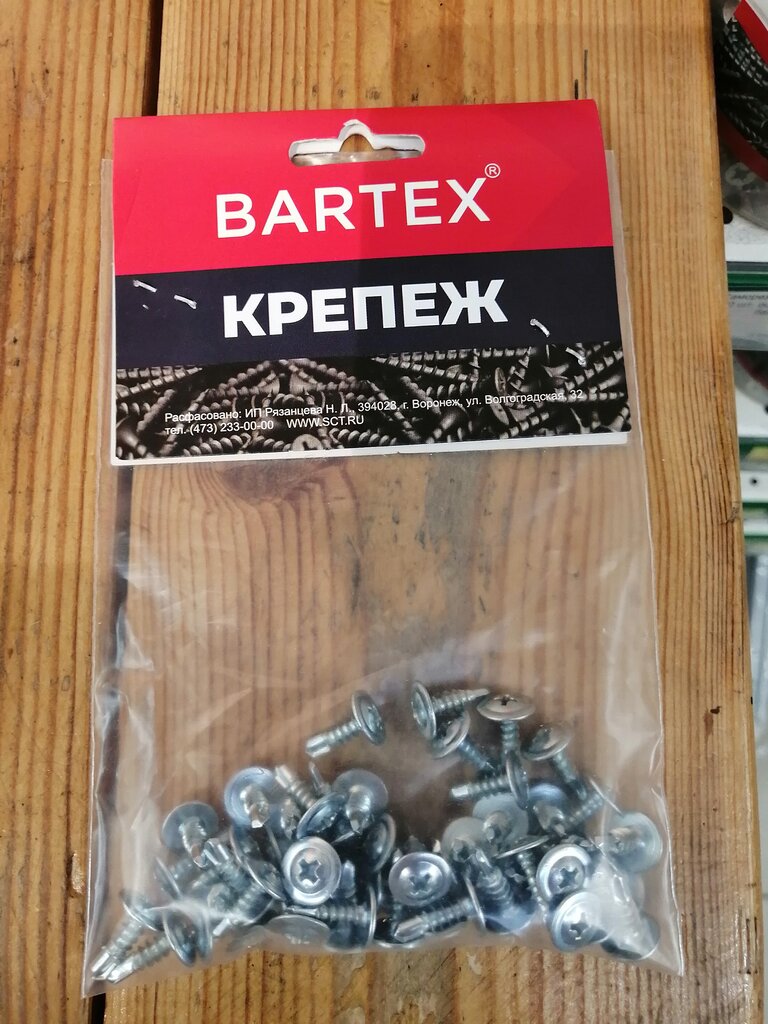 BARTEX®
КРЕПЕЖ
Расфасовано: ИП Рязанцева Н. Л., 394028, г. Воронеж, ул. Волгоградская, 32
тел. (473) 233-00-00 WWW.SCT.RU